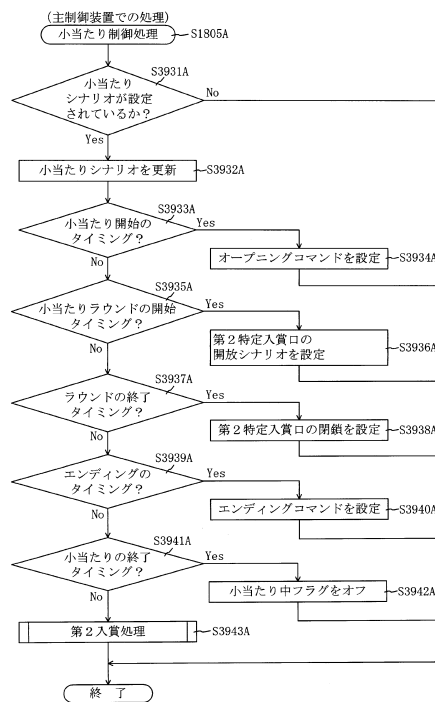 (主制御装置での処理)
小当たり制御処理
S1805A
S3931A
小当たり
シナリオが設定
されているか？
No
Yes
小当たりシナリオを更新
S3932A
S3933A
小当たり開始の
タイミング？
Yes
No
オープニングコマンドを設定
S3934A
S3935A
小当たりラウンドの開始
タイミング？
Yes
No
第２特定入賞口の
開放シナリオを設定
S3936A
S3937A
ラウンドの終了
タイミング？
Yes
No
第２特定入賞口の閉鎖を設定
S3938A
S3939A
エンディングの
タイミング？
Yes
No
エンディングコマンドを設定
S3940A
S3941A
小当たりの終了
タイミング？
Yes
No
小当たり中フラグをオフ
S3942A
第２入賞処理
S3943A
終 了